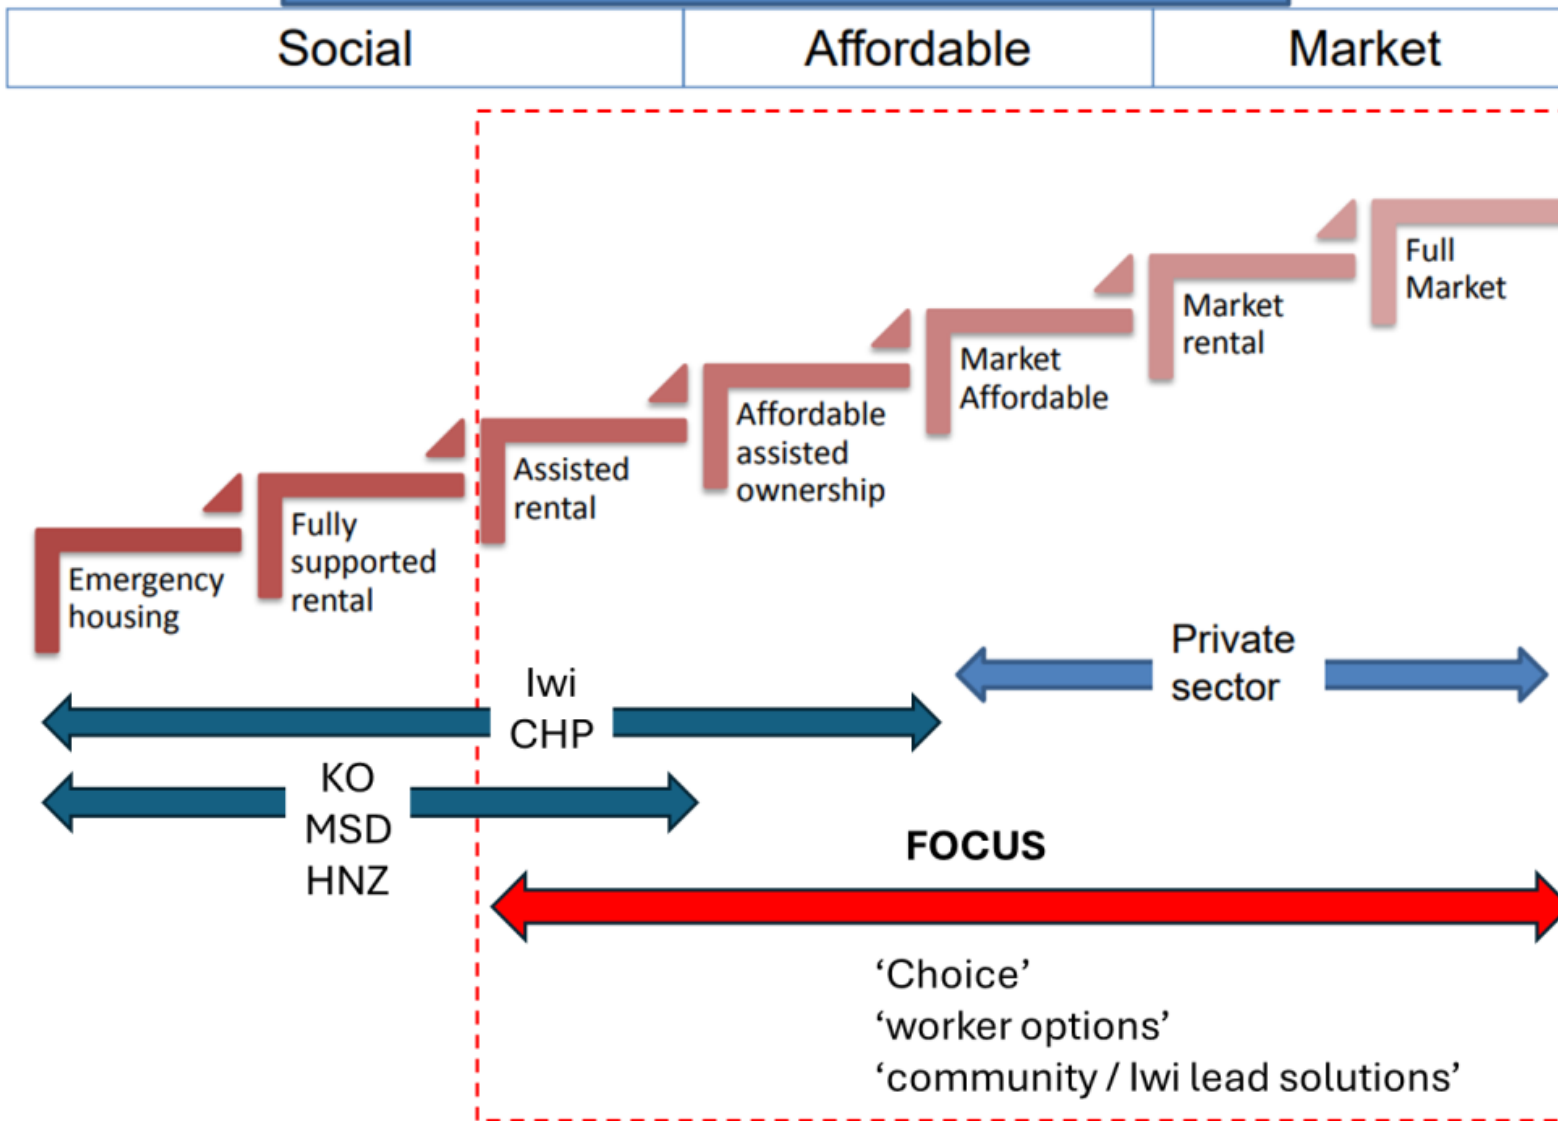 Social
Affordable
Market
Full
Market
Market
rental
Market
Affordable
Affordable
assisted
ownership
Assisted
rental
Fully
supported
rental
Emergency
housing
Private
sector
Iwi
CHP
KO
MSD
HNZ
FOCUS
‘Choice’
‘worker options’
‘community / Iwi lead solutions’